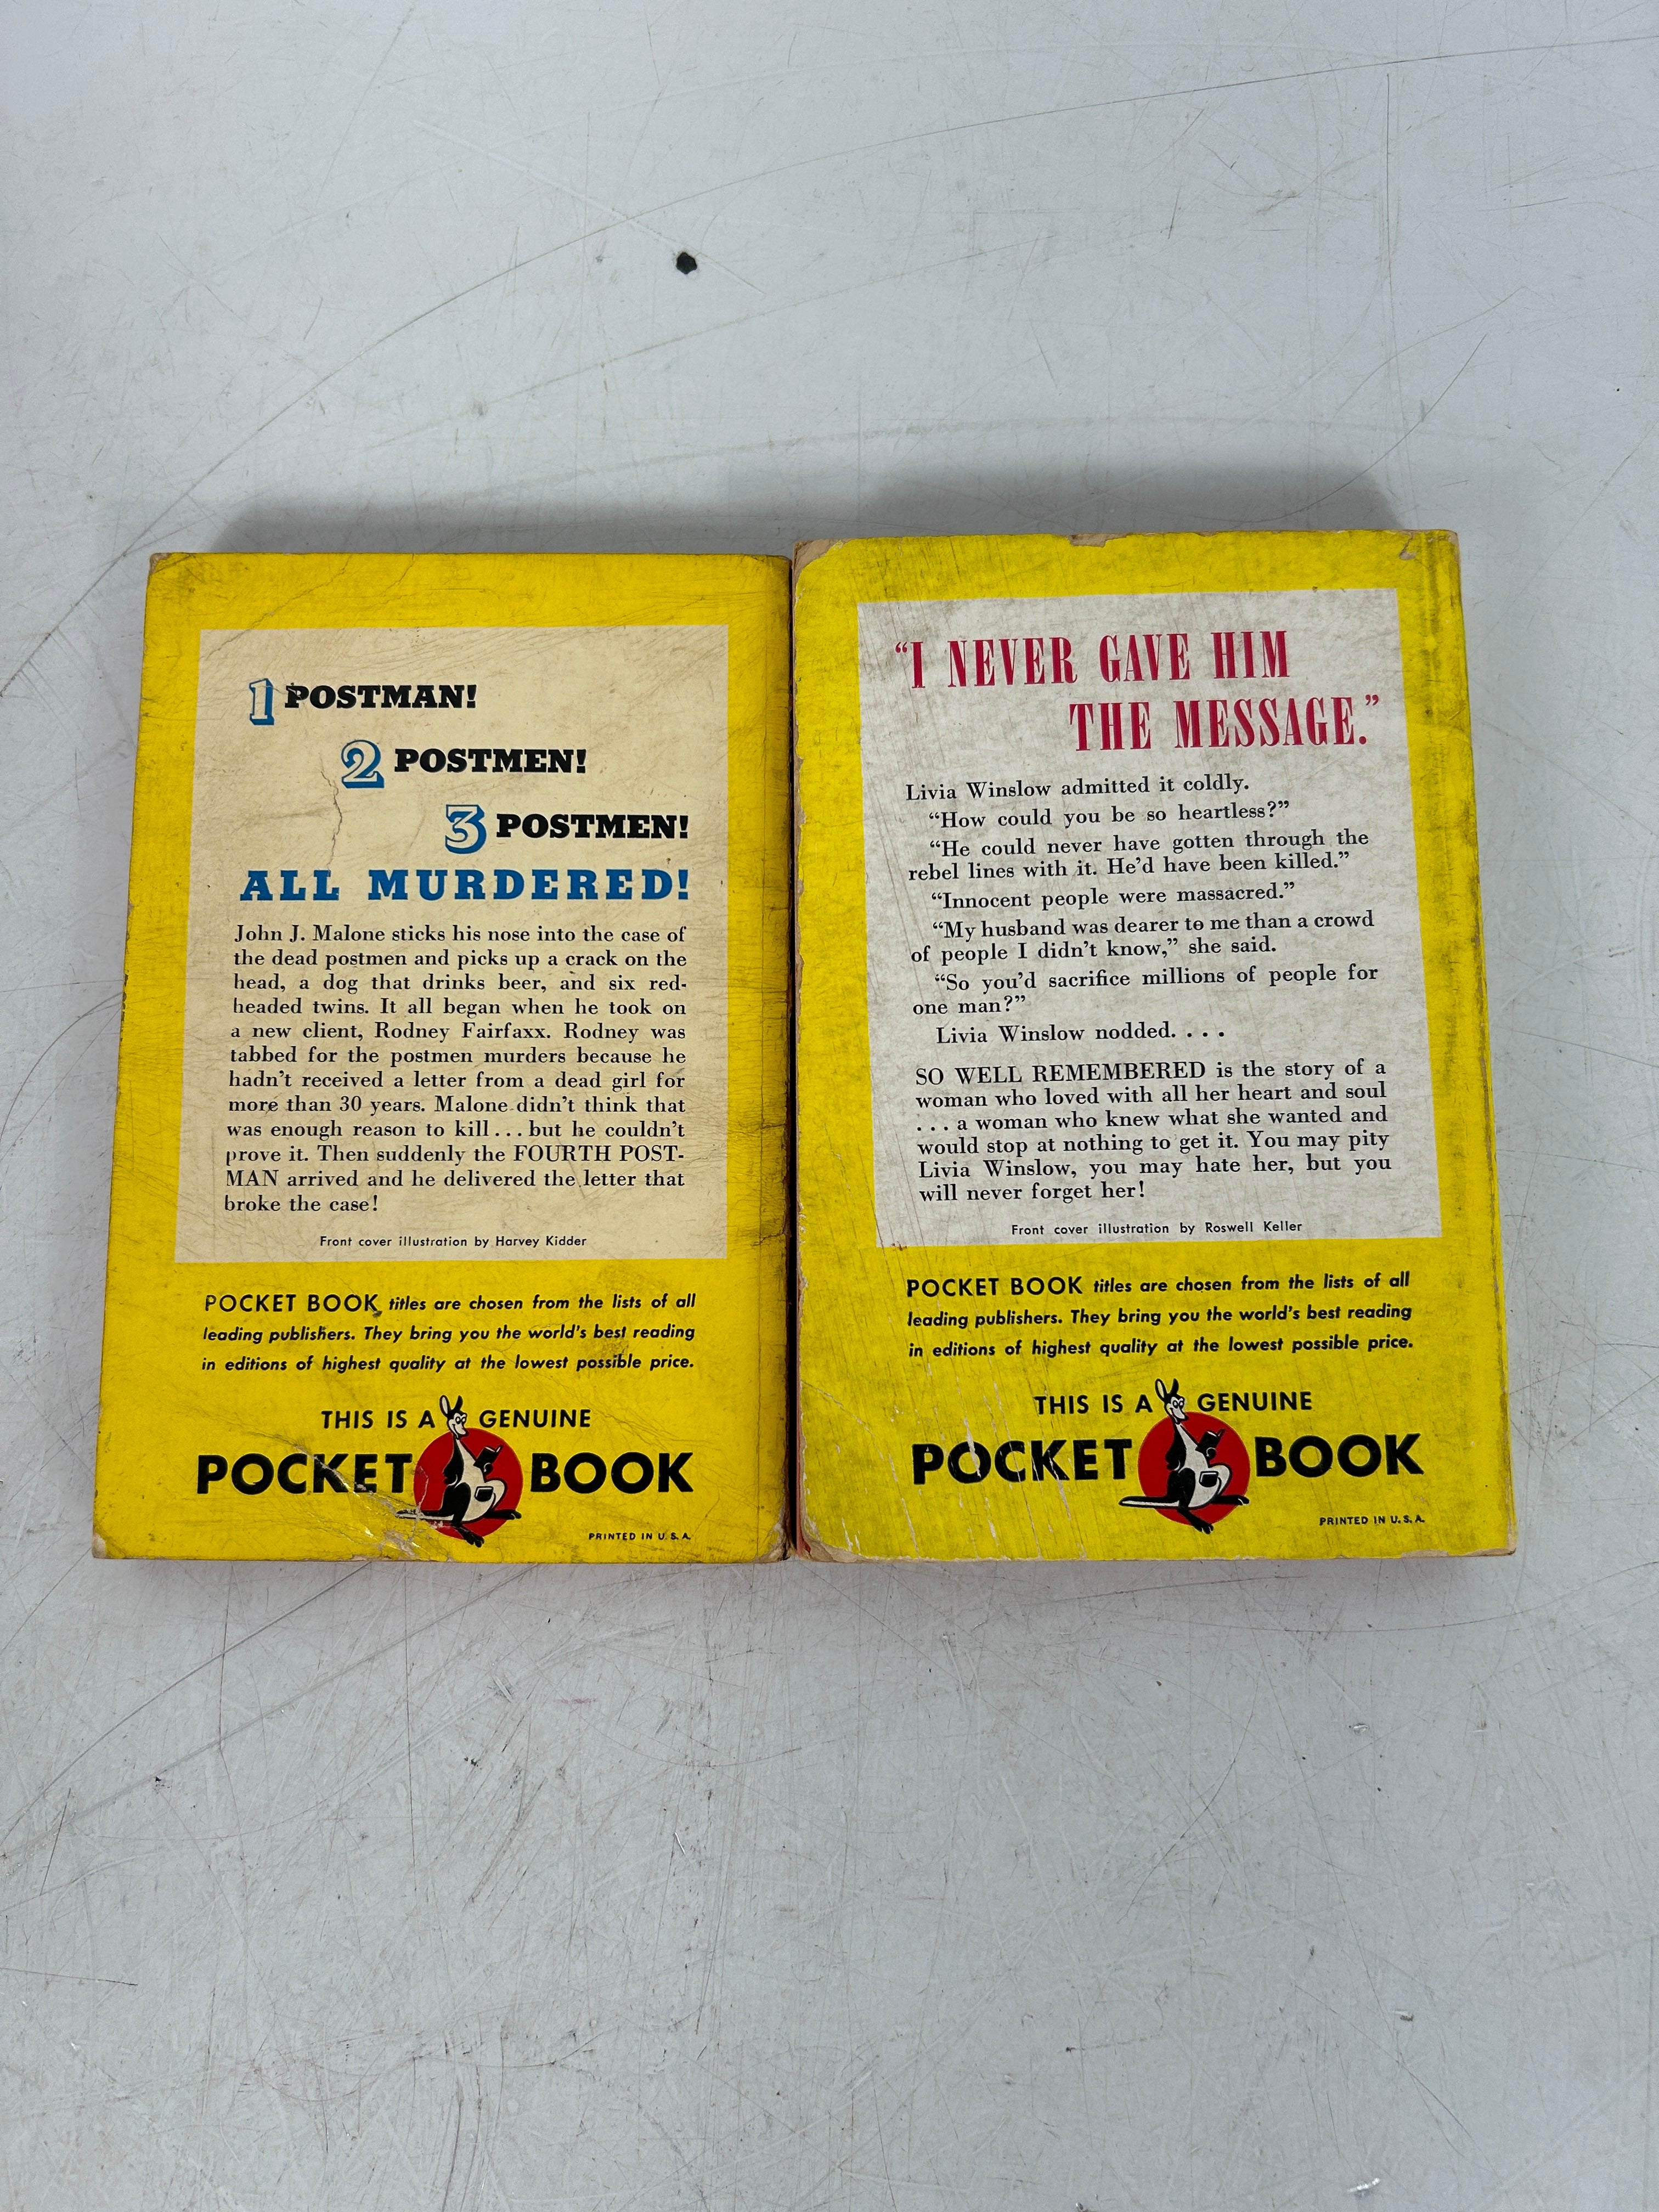 1 POSTMAN!
2 POSTMEN!
3 POSTMEN!
ALL MURDERED!
John J. Malone sticks his nose into the case of
the dead postmen and picks up a crack on the
head, a dog that drinks beer, and six red-
headed twins. It all began when he took on
a new client, Rodney Fairfaxx. Rodney was
tabbed for the postmen murders because he
hadn't received a letter from a dead girl for
more than 30 years. Malone didn't think that
was enough reason to kill . . . but he couldn't
prove it. Then suddenly the FOURTH POST-
MAN arrived and he delivered the letter that
broke the case!
Front cover illustration by Harvey Kidder
POCKET BOOK titles are chosen from the lists of all
leading publishers. They bring you the world's best reading
in editions of highest quality at the lowest possible price.
THIS IS A GENUINE
POCKET BOOK
PRINTED IN U. S. A.
“I NEVER GAVE HIM
THE MESSAGE.”
Livia Winslow admitted it coldly.
“How could you be so heartless?”
“He could never have gotten through the
rebel lines with it. He'd have been killed.”
“Innocent people were massacred.”
“My husband was dearer to me than a crowd
of people I didn't know,” she said.
“So you'd sacrifice millions of people for
one man?”
Livia Winslow nodded. . . .
SO WELL REMEMBERED is the story of a
woman who loved with all her heart and soul
. . . a woman who knew what she wanted and
would stop at nothing to get it. You may pity
Livia Winslow, you may hate her, but you
will never forget her!
Front cover illustration by Roswell Keller
POCKET BOOK titles are chosen from the lists of all
leading publishers. They bring you the world's best reading
in editions of highest quality at the lowest possible price.
THIS IS A GENUINE
POCKET BOOK
PRINTED IN U. S. A.